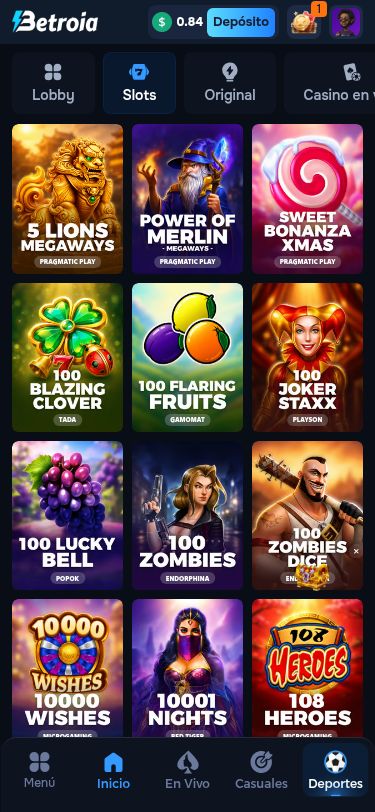 Betroia
$ 0.84 Depósito
1
Lobby
7
Slots
Original
Casino en
5 LIONS
MEGAWAYS
PRAGMATIC PLAY
POWER OF
MERLIN
- MEGAWAYS -
PRAGMATIC PLAY
SWEET
BONANZA
XMAS
PRAGMATIC PLAY
7
100
BLAZING
CLOVER
TADA
100 FLARING
FRUITS
GAMOMAT
100
JOKER
STAXX
PLAYSON
100 LUCKY
BELL
POPOK
100
ZOMBIES
ENDORPHINA
100
ZOMBIES
DICE
×
10000
WISHES
10000
WISHES
MICROGAMING
10001
NIGHTS
RED TIGER
108
HEROES
108
HEROES
MICROGAMING
Menú
Inicio
En Vivo
Casuales
Deportes